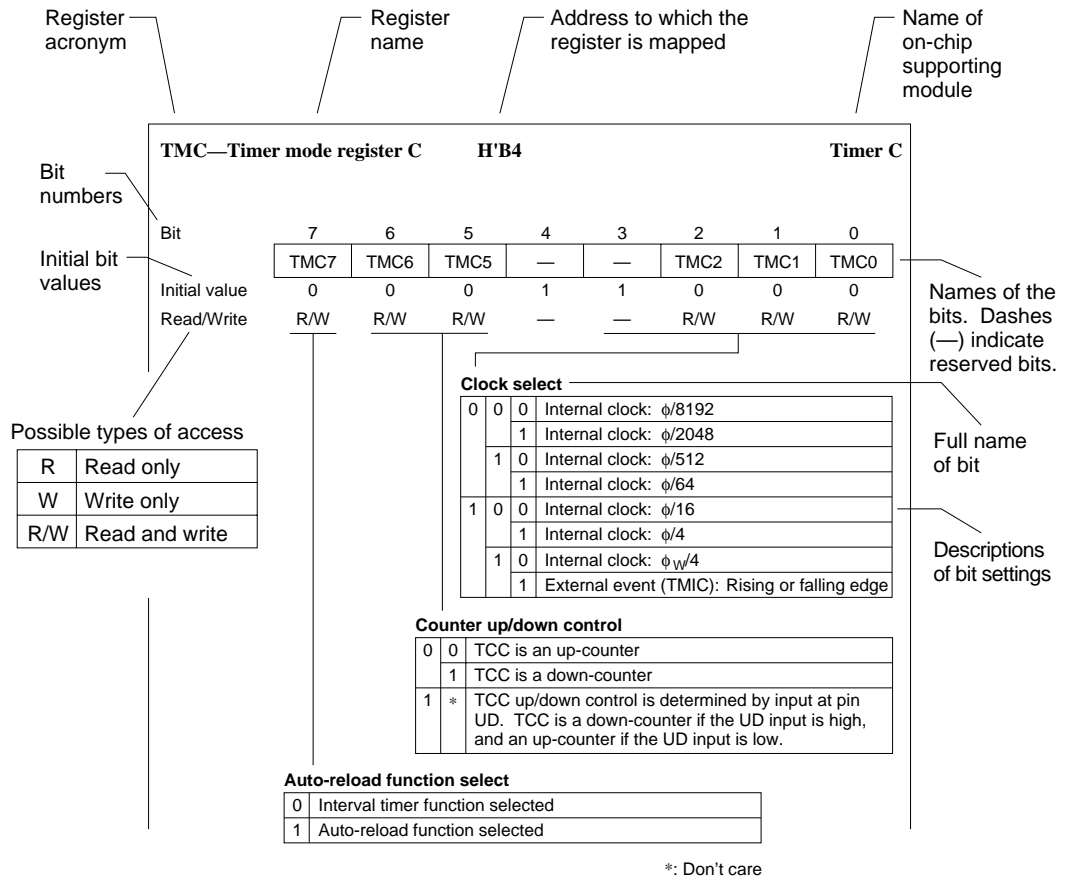 Register
acronym
Register
name
Address to which the
register is mapped
Name of
on-chip
supporting
module
TMC—Timer mode register C H'B4 Timer C
Bit
numbers
Bit 7 6 5 4 3 2 1 0
Initial bit
values
TMC7 TMC6 TMC5 — — TMC2 TMC1 TMC0
Initial value 0 0 0 1 1 0 0 0
Read/Write R/W R/W R/W — — R/W R/W R/W
Names of the
bits. Dashes
(—) indicate
reserved bits.
Possible types of access
R Read only
W Write only
R/W Read and write
Clock select
0 0 0 Internal clock: ϕ/8192
1 Internal clock: ϕ/2048
1 0 Internal clock: ϕ/512
1 Internal clock: ϕ/64
1 0 0 Internal clock: ϕ/16
1 Internal clock: ϕ/4
1 0 Internal clock: ϕW/4
1 External event (TMIC): Rising or falling edge
Full name
of bit
Descriptions
of bit settings
Counter up/down control
0 0 TCC is an up-counter
1 TCC is a down-counter
1 * TCC up/down control is determined by input at pin
UD. TCC is a down-counter if the UD input is high,
and an up-counter if the UD input is low.
Auto-reload function select
0 Interval timer function selected
1 Auto-reload function selected
*: Don't care